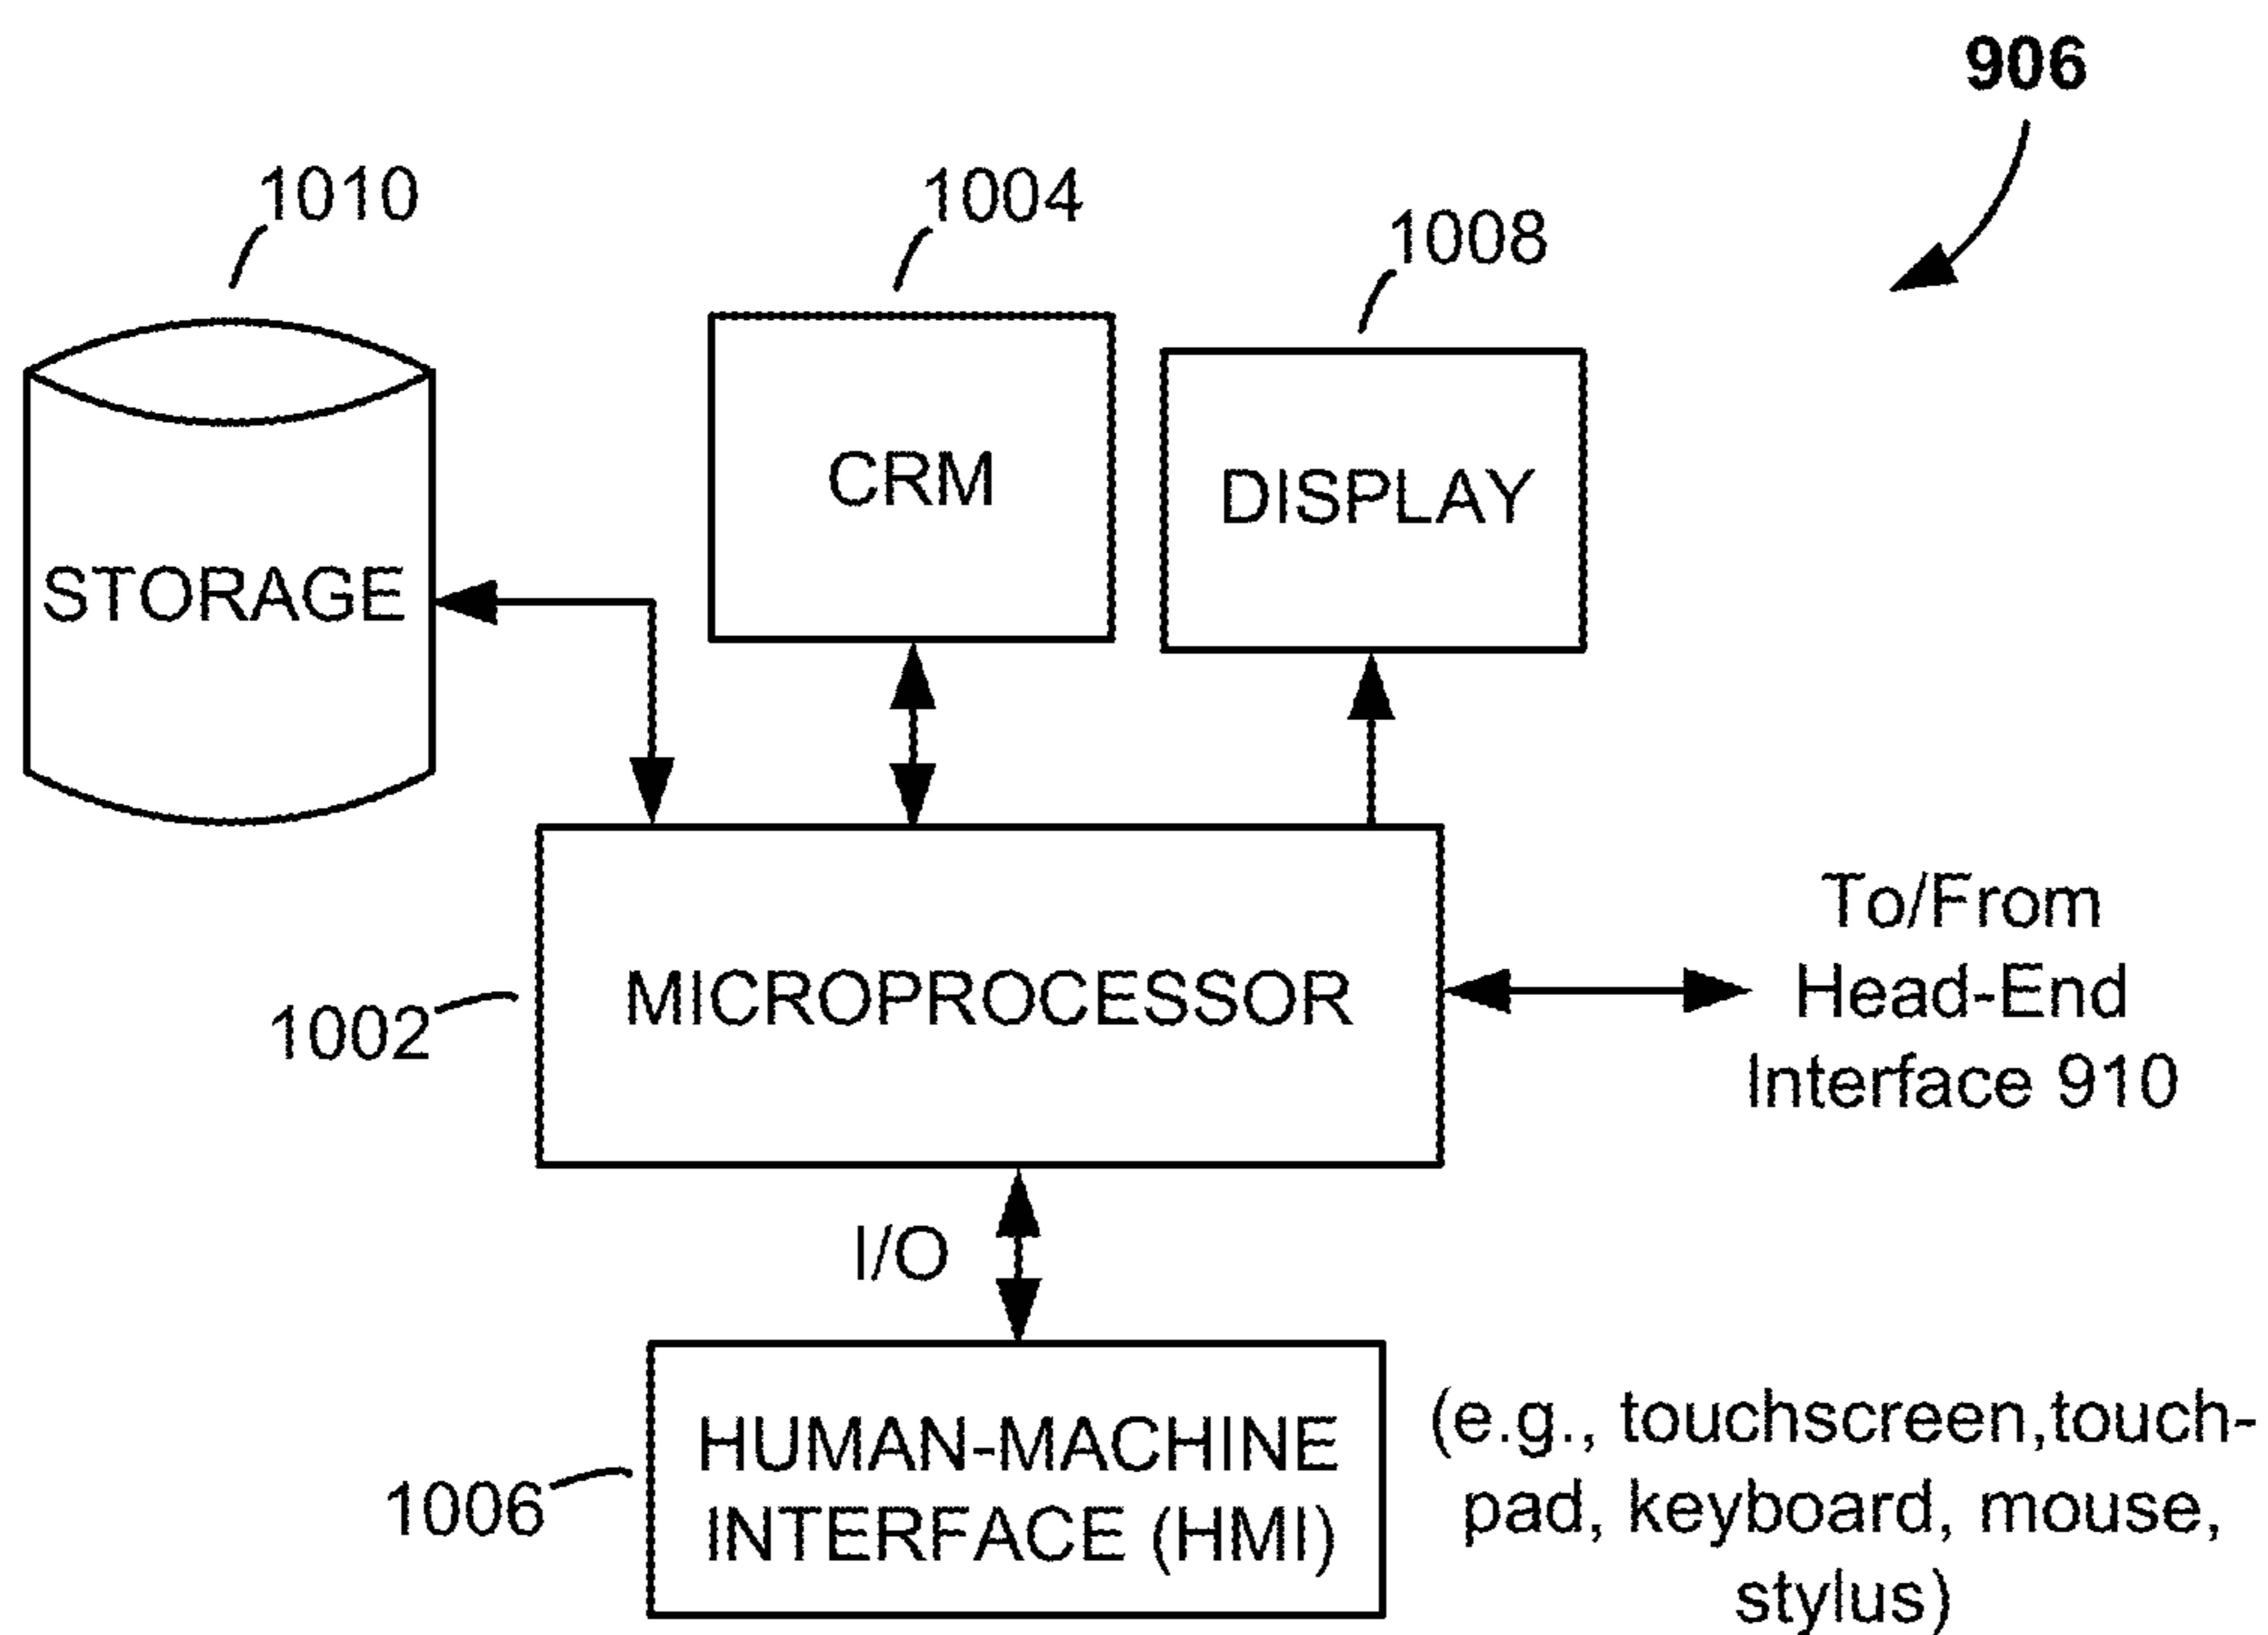 906
1010
1004
1008
CRM
DISPLAY
STORAGE
To/From
Head-End
Interface 910
MICROPROCESSOR
1002
I/O
HUMAN-MACHINE
INTERFACE (HMI)
1006
(e.g., touchscreen,touch-
pad, keyboard, mouse,
stylus)